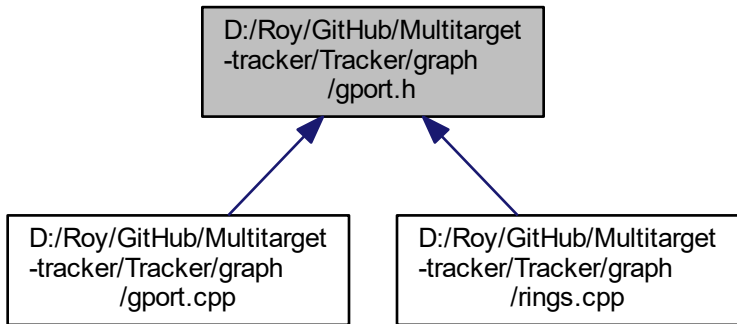 D:/Roy/GitHub/Multitarget
-tracker/Tracker/graph
/gport.h
D:/Roy/GitHub/Multitarget
-tracker/Tracker/graph
/gport.cpp
D:/Roy/GitHub/Multitarget
-tracker/Tracker/graph
/rings.cpp